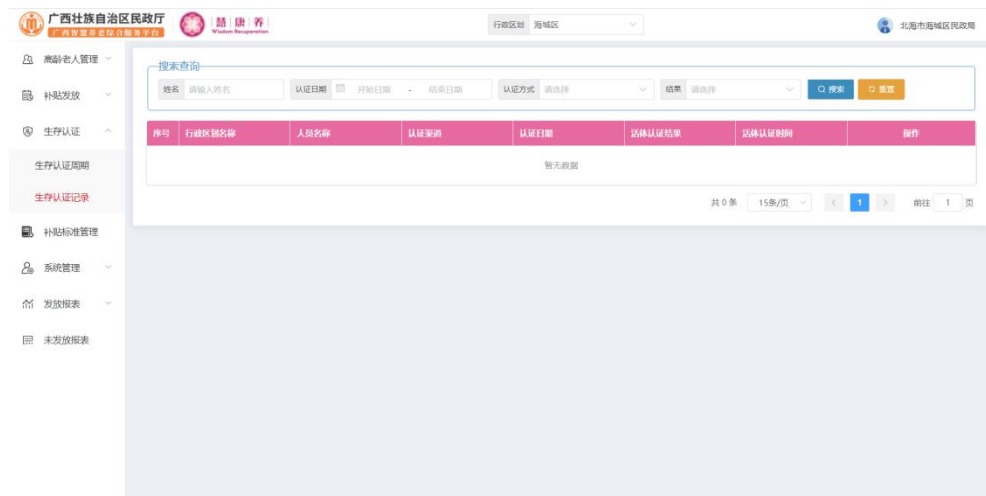 广西壮族自治区民政厅
广西智慧养老综合服务平台
慧 康 养
Wisdom Recuperation
行政区划 海城区
北海市海城区民政局
高龄老人管理
补贴发放
生存认证
生存认证周期
生存认证记录
补贴标准管理
系统管理
发放报表
未发放报表
搜索查询
姓名 请输入姓名 认证日期 开始日期 - 结束日期 认证方式 请选择 结果 请选择 搜索 重置
序号 行政区划名称 人员名称 认证渠道 认证日期 活体认证结果 活体认证时间 操作
暂无数据
共 0 条 15条/页 1 前往 1 页